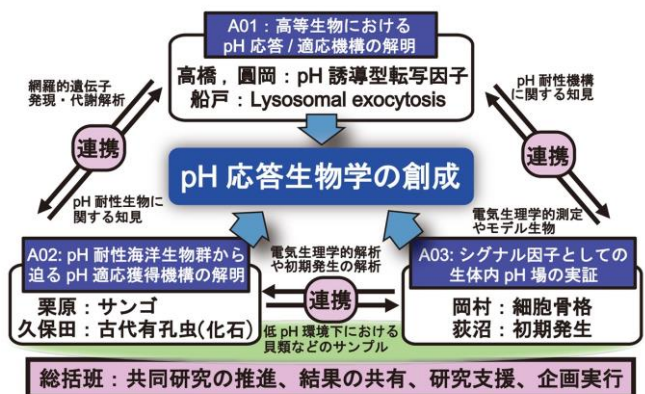 A01：高等生物における
pH 応答 / 適応機構の解明
高橋 , 圓岡：pH 誘導型転写因子
船戸：Lysosomal exocytosis
網羅的遺伝子
発現・代謝解析
連携
pH 耐性生物に
関する知見
pH 耐性機構
に関する知見
連携
電気生理学的測定
やモデル生物
pH 応答生物学の創成
A02: pH 耐性海洋生物群から
迫る pH 適応獲得機構の解明
栗原：サンゴ
久保田：古代有孔虫(化石)
電気生理学的解析
や初期発生の解析
連携
低 pH 環境下における
貝類などのサンプル
A03: シグナル因子としての
生体内 pH 場の実証
岡村：細胞骨格
荻沼：初期発生
総括班：共同研究の推進、結果の共有、研究支援、企画実行